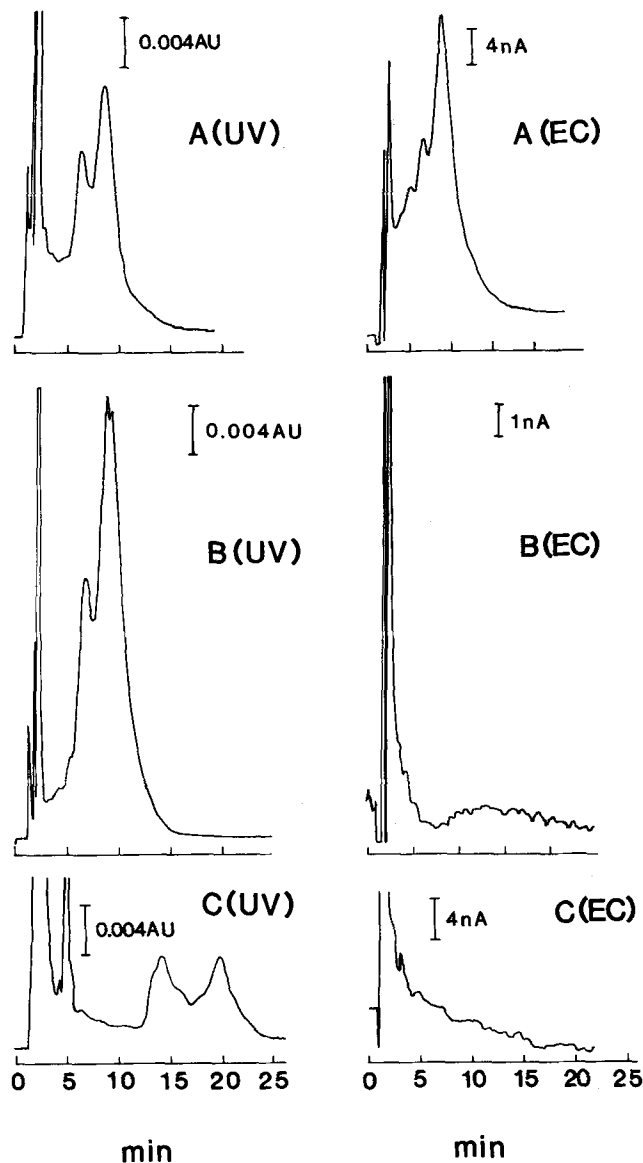 0.004AU
4nA
A(UV)
A(EC)
0.004AU
1nA
B(UV)
B(EC)
C(UV)
0.004AU
4nA
C(EC)
0 5 10 15 20 25
0 5 10 15 20 25
min
min